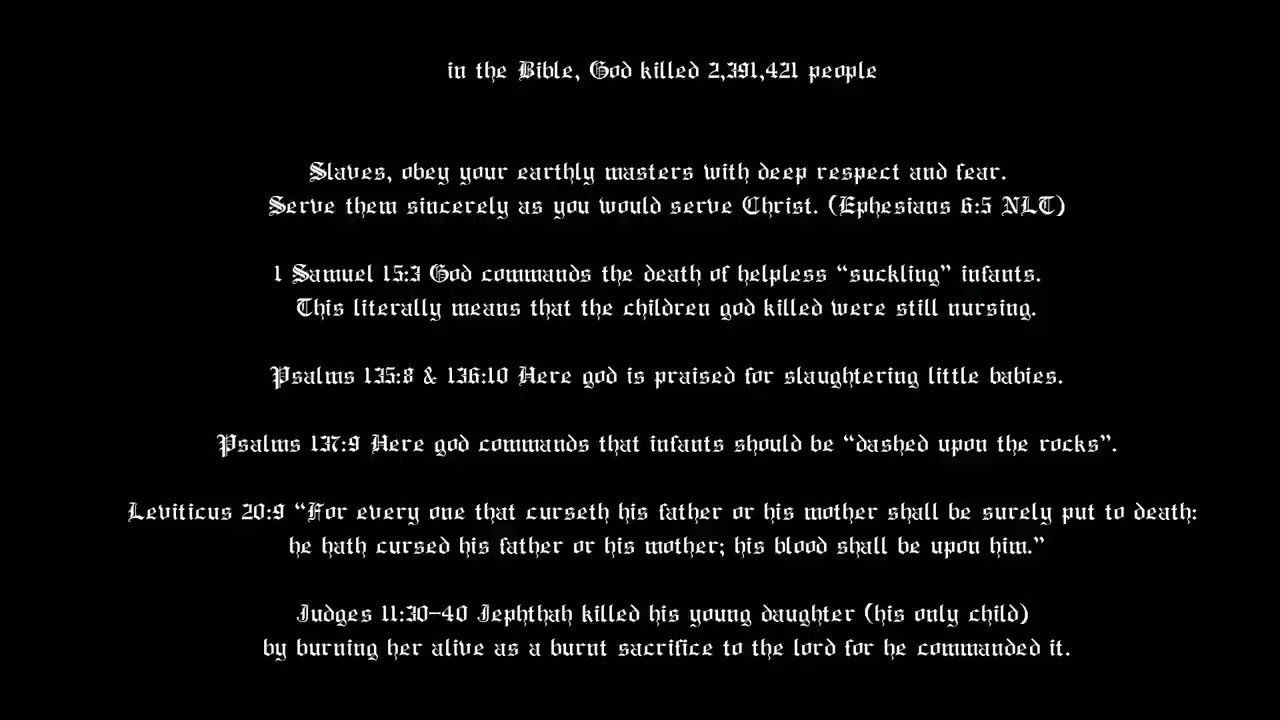 in the Bible, God killed 2,391,421 people
Slaves, obey your earthly masters with deep respect and fear.
Serve them sincerely as you would serve Christ. (Ephesians 6:5 NLT)
1 Samuel 15:3 God commands the death of helpless “suckling” infants.
This literally means that the children god killed were still nursing.
Psalms 135:8 & 136:10 Here god is praised for slaughtering little babies.
Psalms 137:9 Here god commands that infants should be “dashed upon the rocks”.
Leviticus 20:9 “For every one that curseth his father or his mother shall be surely put to death:
he hath cursed his father or his mother; his blood shall be upon him.”
Judges 11:30–40 Jephthah killed his young daughter (his only child)
by burning her alive as a burnt sacrifice to the lord for he commanded it.